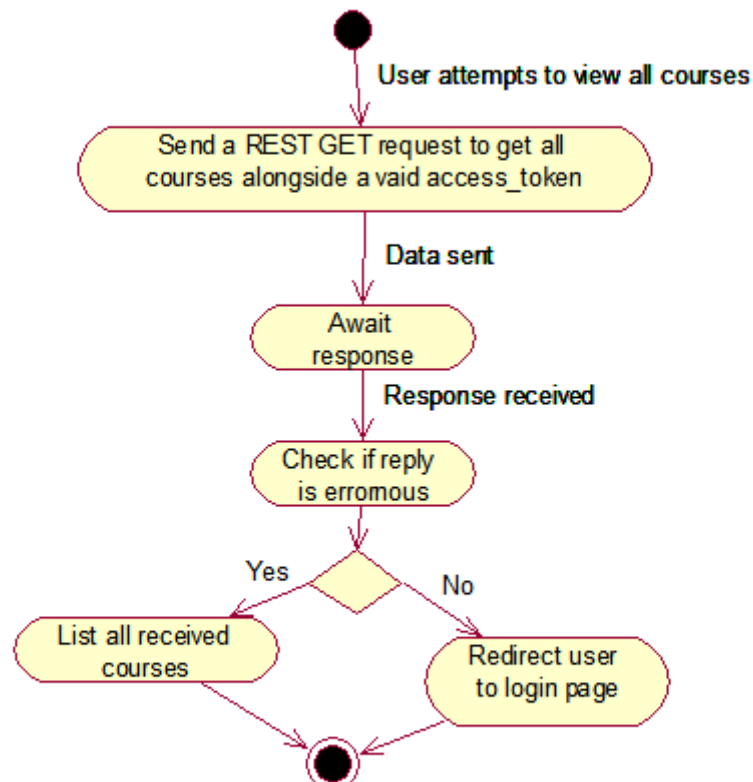 User attempts to view all courses
Send a REST GET request to get all
courses alongside a vaid access_token
Data sent
Await
response
Response received
Check if reply
is erromous
Yes
No
List all received
courses
Redirect user
to login page